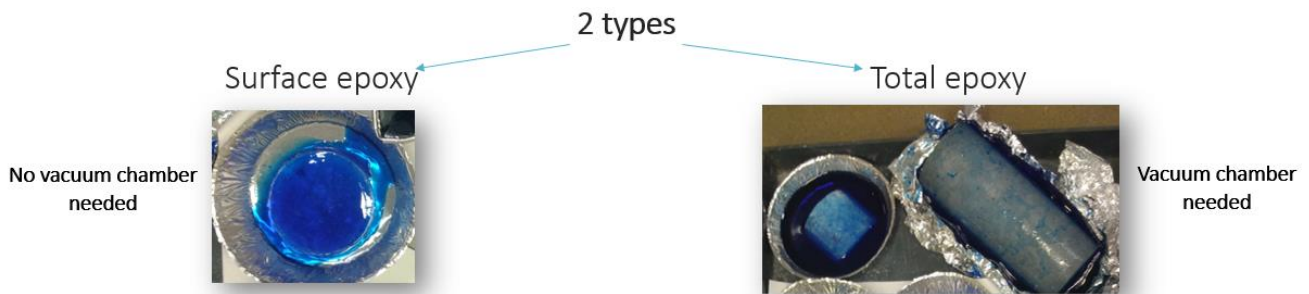 2 types
Surface epoxy
Total epoxy
No vacuum chamber
needed
Vacuum chamber
needed